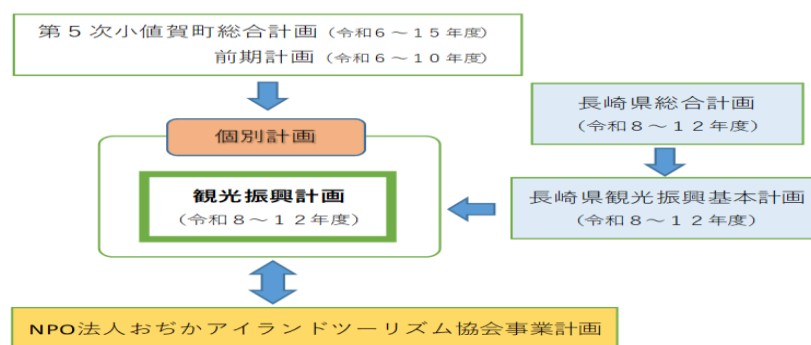 第５次小値賀町総合計画（令和６～１５年度）
前期計画（令和６～１０年度）
個別計画
観光振興計画
（令和８～１２年度）
長崎県総合計画
（令和８～１２年度）
長崎県観光振興基本計画
（令和８～１２年度）
NPO法人おぢかアイランドツーリズム協会事業計画